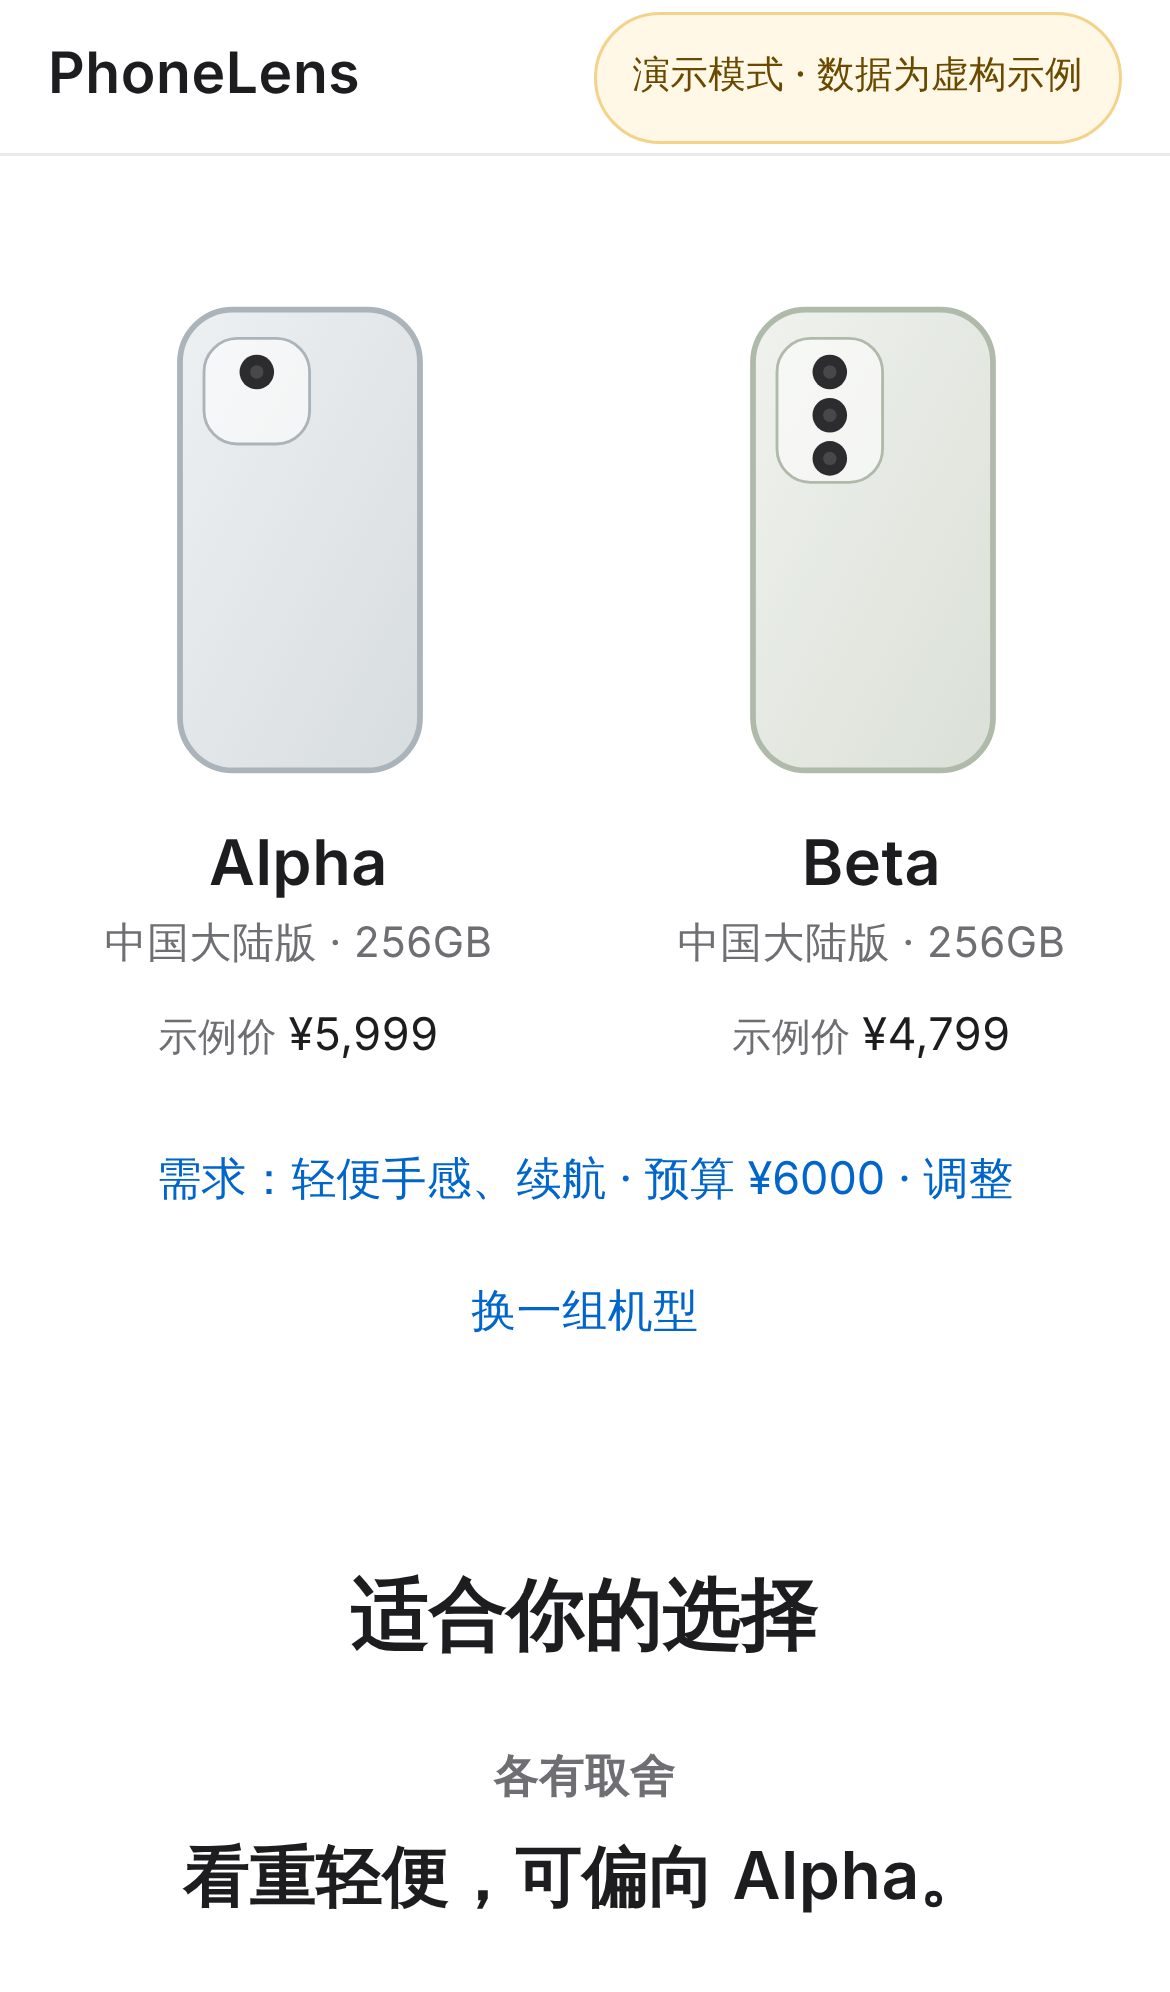 PhoneLens
演示模式 · 数据为虚构示例
Alpha
中国大陆版 · 256GB
示例价 ¥5,999
Beta
中国大陆版 · 256GB
示例价 ¥4,799
需求：轻便手感、续航 · 预算 ¥6000 · 调整
换一组机型
适合你的选择
各有取舍
看重轻便，可偏向 Alpha。